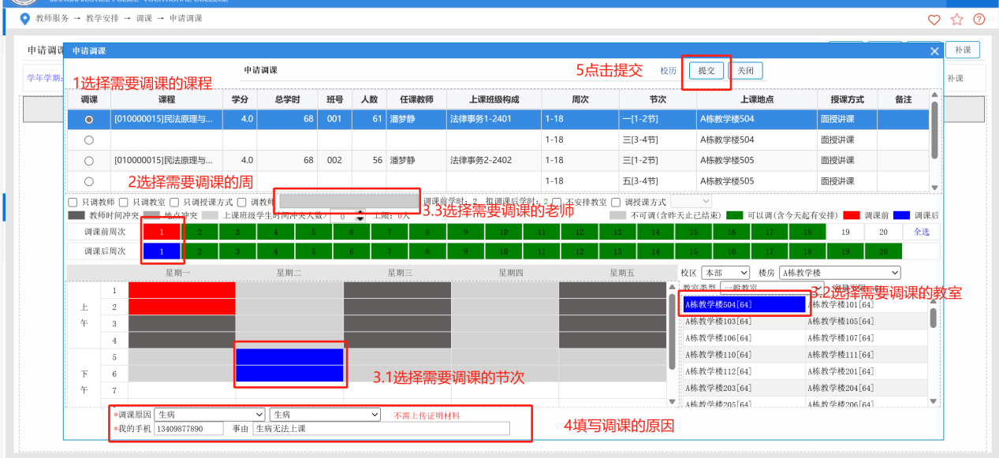 教师服务 → 教学安排 → 调课 → 申请调课
申请调课
补课
申请调课
学年学期:
补课
申请调课
校历 提交 关闭
5点击提交
1选择需要调课的课程
调课 课程 学分 总学时 班号 人数 任课教师 上课班级构成 周次 节次 上课地点 授课方式 备注
[010000015]民法原理与... 4.0 68 001 61 潘梦静 法律事务1-2401 1-18 一[1-2节] A栋教学楼504 面授讲课
1-18 三[3-4节] A栋教学楼504 面授讲课
[010000015]民法原理与... 4.0 68 002 56 潘梦静 法律事务2-2402 1-18 三[1-2节] A栋教学楼505 面授讲课
1-18 五[3-4节] A栋教学楼505 面授讲课
2选择需要调课的周
只调教师 只调教室 只调授课方式 调教师 调课前学时: 2 拟调课后学时: 2 不安排教室 调授课方式
3.3选择需要调课的老师
教师时间冲突 地点冲突 上课班级学生时间冲突人数> 0 上限: 0人 不可调(含昨天止已结束) 可以调(含今天起有安排) 调课前 调课后
调课前周次 1 2 3 4 5 6 7 8 9 10 11 12 13 14 15 16 17 18 19 20 全选
调课后周次 1 2 3 4 5 6 7 8 9 10 11 12 13 14 15 16 17 18 19 20
星期一 星期二 星期三 星期四 星期五
校区 本部 楼房 A栋教学楼
教室类型 一般教室
3.2选择需要调课的教室
上午 1 2 3 4
下午 5 6 7
A栋教学楼504[64] A栋教学楼101[64]
A栋教学楼103[64] A栋教学楼105[64]
A栋教学楼106[64] A栋教学楼107[64]
A栋教学楼110[64] A栋教学楼111[64]
A栋教学楼112[64] A栋教学楼201[64]
A栋教学楼203[64] A栋教学楼204[64]
A栋教学楼205[64] A栋教学楼206[64]
3.1选择需要调课的节次
*调课原因 生病 生病 不需上传证明材料
*我的手机 13409877890 事由 生病无法上课
4填写调课的原因